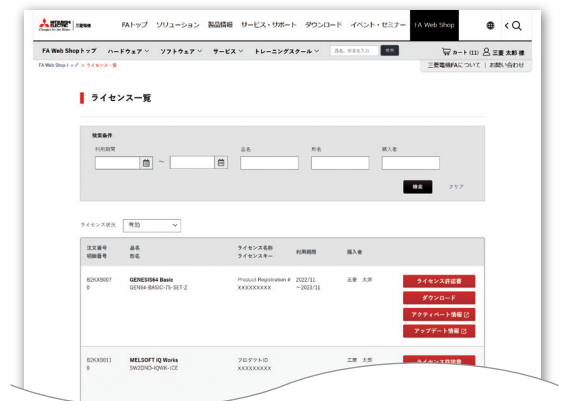 MITSUBISHI ELECTRIC
Changes for the Better
三菱電機
FAトップ ソリューション 製品情報 サービス・サポート ダウンロード イベント・セミナー FA Web Shop
FA Web Shopトップ ハードウェア ソフトウェア サービス トレーニングスクール 品名、形名を入力 検索 カート (11) 三菱 太郎 様
FA Web Shopトップ > ライセンス一覧
三菱電機FAについて | お問い合わせ
ライセンス一覧
検索条件
利用期間 品名 形名 購入者
～
検索 クリア
ライセンス状況 有効
注文番号 品名 ライセンス名称 利用期間 購入者
明細番号 形名 ライセンスキー
B2KX9007 GENESIS64 Basic Product Registration # 2022/11 三菱 太郎 ライセンス許諾書
0 GEN64-BASIC-75-SET-Z XXXXXXXXX ～2023/11
ダウンロード
アクティベート情報
アップデート情報
B2KX9011 MELSOFT iQ Works プロダクトID 三菱 太郎 ライセンス許諾書
0 SW2DND-IQWK-JCE XXXXXXXXX